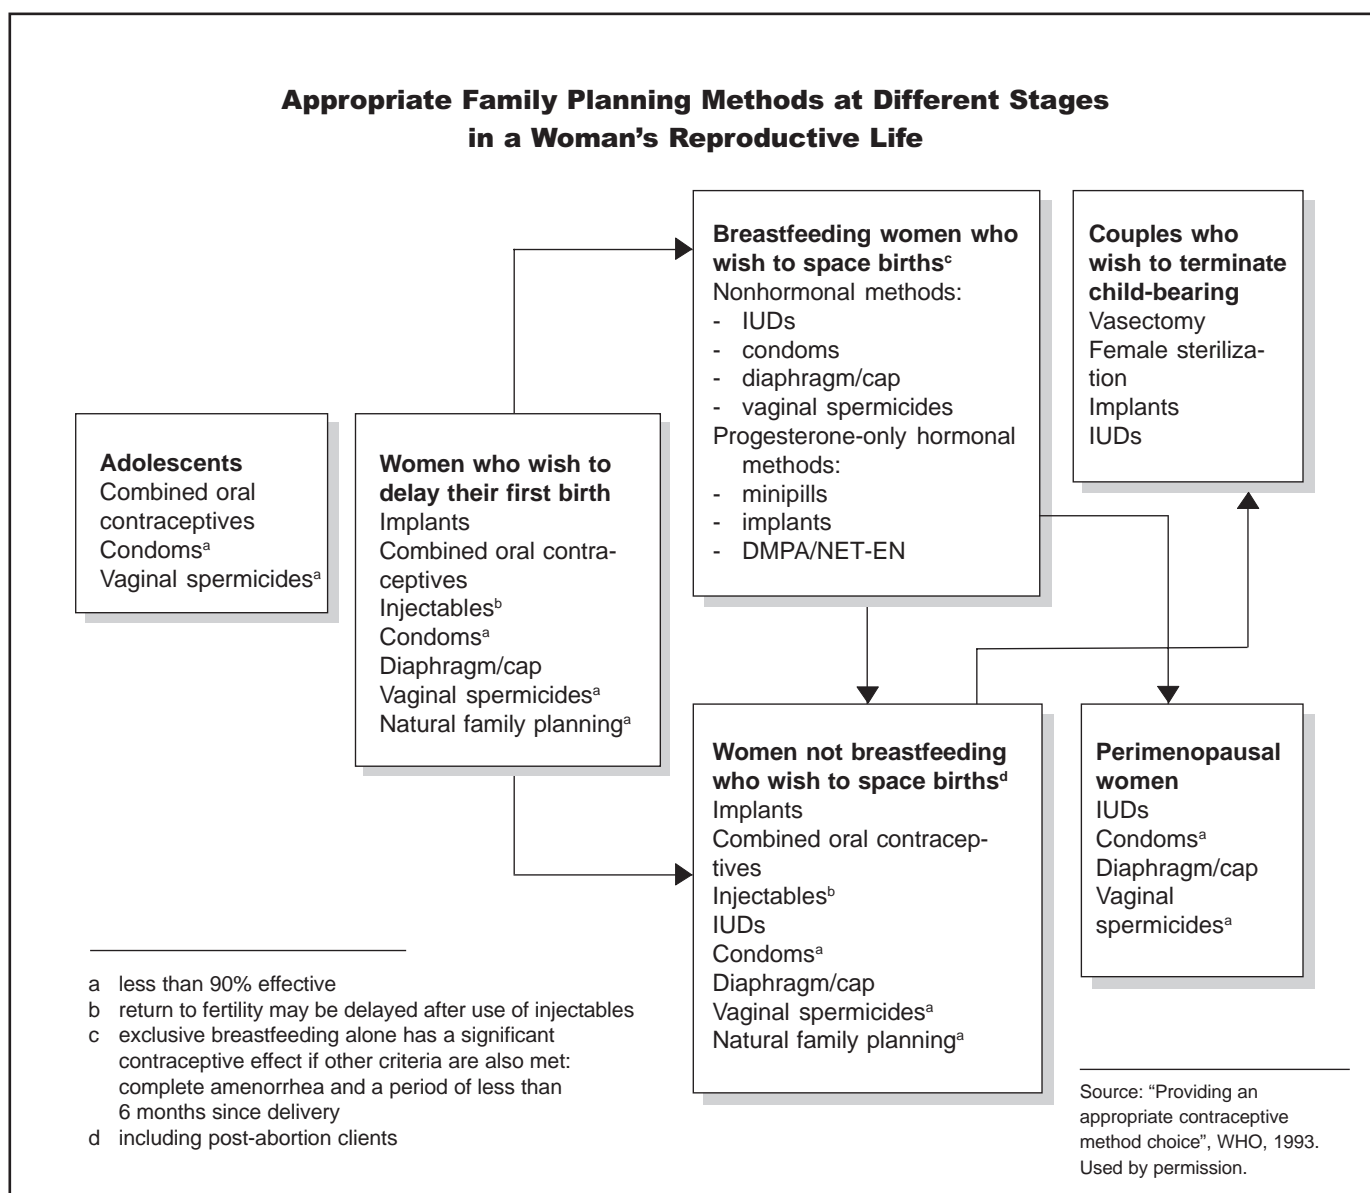 Appropriate Family Planning Methods at Different Stages
in a Woman's Reproductive Life
Adolescents
Combined oral
contraceptives
Condomsᵃ
Vaginal spermicidesᵃ
Women who wish to
delay their first birth
Implants
Combined oral contra-
ceptives
Injectablesᵇ
Condomsᵃ
Diaphragm/cap
Vaginal spermicidesᵃ
Natural family planningᵃ
Breastfeeding women who
wish to space birthsᶜ
Nonhormonal methods:
- IUDs
- condoms
- diaphragm/cap
- vaginal spermicides
Progesterone-only hormonal
methods:
- minipills
- implants
- DMPA/NET-EN
Couples who
wish to terminate
child-bearing
Vasectomy
Female steriliza-
tion
Implants
IUDs
Women not breastfeeding
who wish to space birthsᵈ
Implants
Combined oral contracep-
tives
Injectablesᵇ
IUDs
Condomsᵃ
Diaphragm/cap
Vaginal spermicidesᵃ
Natural family planningᵃ
Perimenopausal
women
IUDs
Condomsᵃ
Diaphragm/cap
Vaginal
spermicidesᵃ
a less than 90% effective
b return to fertility may be delayed after use of injectables
c exclusive breastfeeding alone has a significant
contraceptive effect if other criteria are also met:
complete amenorrhea and a period of less than
6 months since delivery
d including post-abortion clients
Source: "Providing an
appropriate contraceptive
method choice", WHO, 1993.
Used by permission.